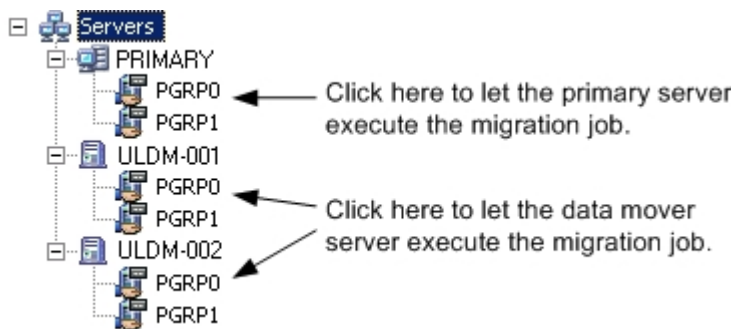 Servers
PRIMARY
PGRP0
PGRP1
Click here to let the primary server
execute the migration job.
ULDM-001
PGRP0
PGRP1
Click here to let the data mover
server execute the migration job.
ULDM-002
PGRP0
PGRP1